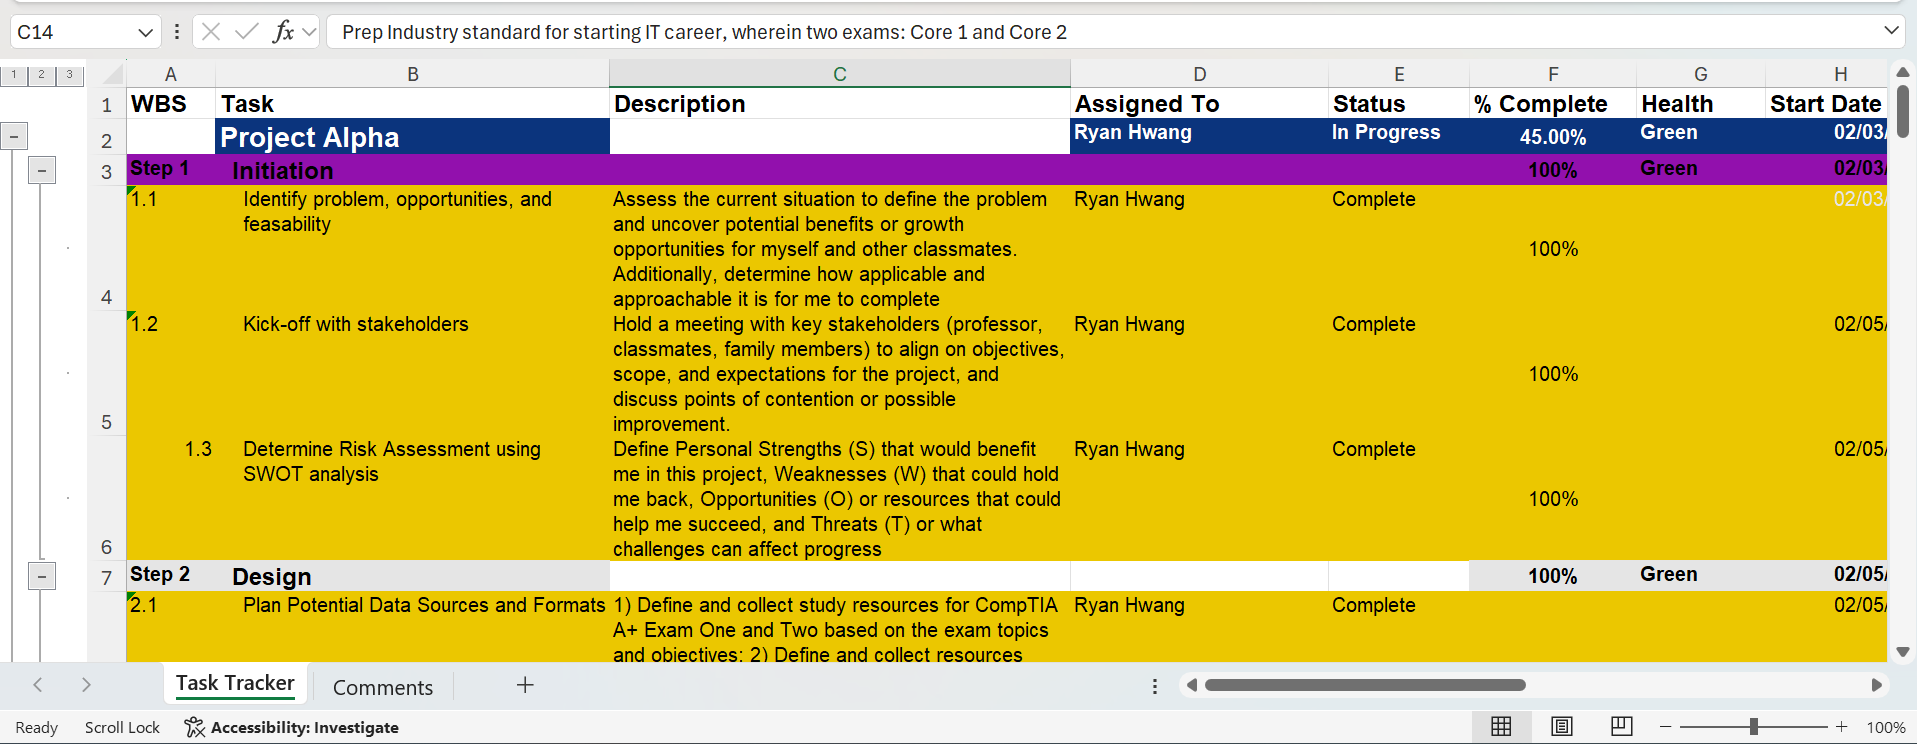 C14 fx Prep Industry standard for starting IT career, wherein two exams: Core 1 and Core 2
1 2 3 A B C D E F G H
1 WBS Task Description Assigned To Status % Complete Health Start Date
2 Project Alpha Ryan Hwang In Progress 45.00% Green 02/03/
3 Step 1 Initiation 100% Green 02/03/
1.1 Identify problem, opportunities, and Assess the current situation to define the problem Ryan Hwang Complete 02/03/
feasability and uncover potential benefits or growth
opportunities for myself and other classmates. 100%
Additionally, determine how applicable and
4 approachable it is for me to complete
1.2 Kick-off with stakeholders Hold a meeting with key stakeholders (professor, Ryan Hwang Complete 02/05/
classmates, family members) to align on objectives,
scope, and expectations for the project, and 100%
discuss points of contention or possible
5 improvement.
1.3 Determine Risk Assessment using Define Personal Strengths (S) that would benefit Ryan Hwang Complete 02/05/
SWOT analysis me in this project, Weaknesses (W) that could hold
me back, Opportunities (O) or resources that could 100%
help me succeed, and Threats (T) or what
6 challenges can affect progress
7 Step 2 Design 100% Green 02/05/
2.1 Plan Potential Data Sources and Formats 1) Define and collect study resources for CompTIA Ryan Hwang Complete 02/05/
A+ Exam One and Two based on the exam topics
and objectives; 2) Define and collect resources
Task Tracker Comments
Ready Scroll Lock Accessibility: Investigate 100%